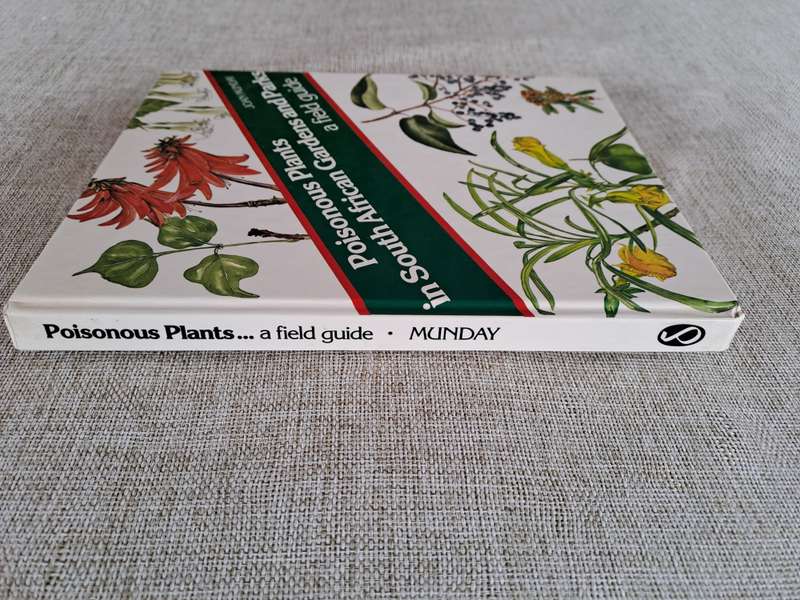 Poisonous Plants
in South African Gardens and Parks
a field guide
Poisonous Plants... a field guide · MUNDAY